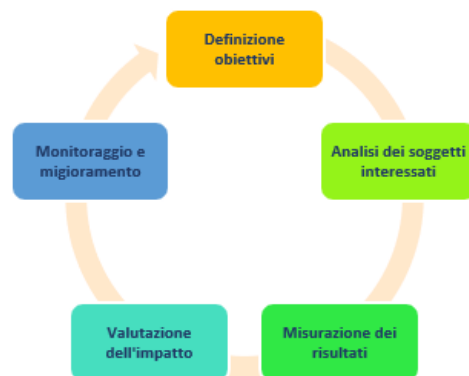 Definizione
obiettivi
Analisi dei soggetti
interessati
Misurazione dei
risultati
Valutazione
dell'impatto
Monitoraggio e
migioramento